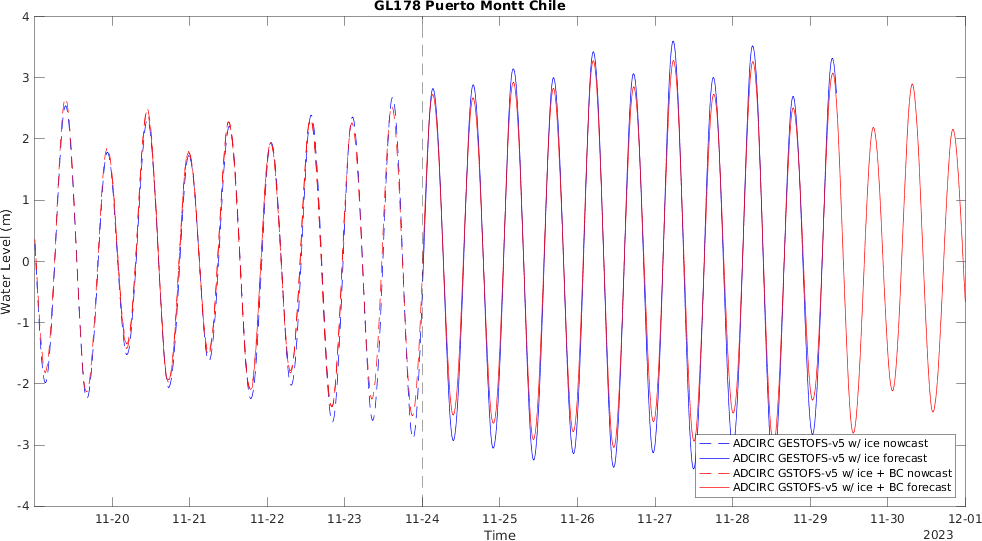 GL178 Puerto Montt Chile
4
3
2
1
0
-1
-2
-3
-4
Water Level (m)
ADCIRC GESTOFS-v5 w/ ice nowcast
ADCIRC GESTOFS-v5 w/ ice forecast
ADCIRC GSTOFS-v5 w/ ice + BC nowcast
ADCIRC GSTOFS-v5 w/ ice + BC forecast
11-20 11-21 11-22 11-23 11-24 11-25 11-26 11-27 11-28 11-29 11-30 12-01
Time
2023